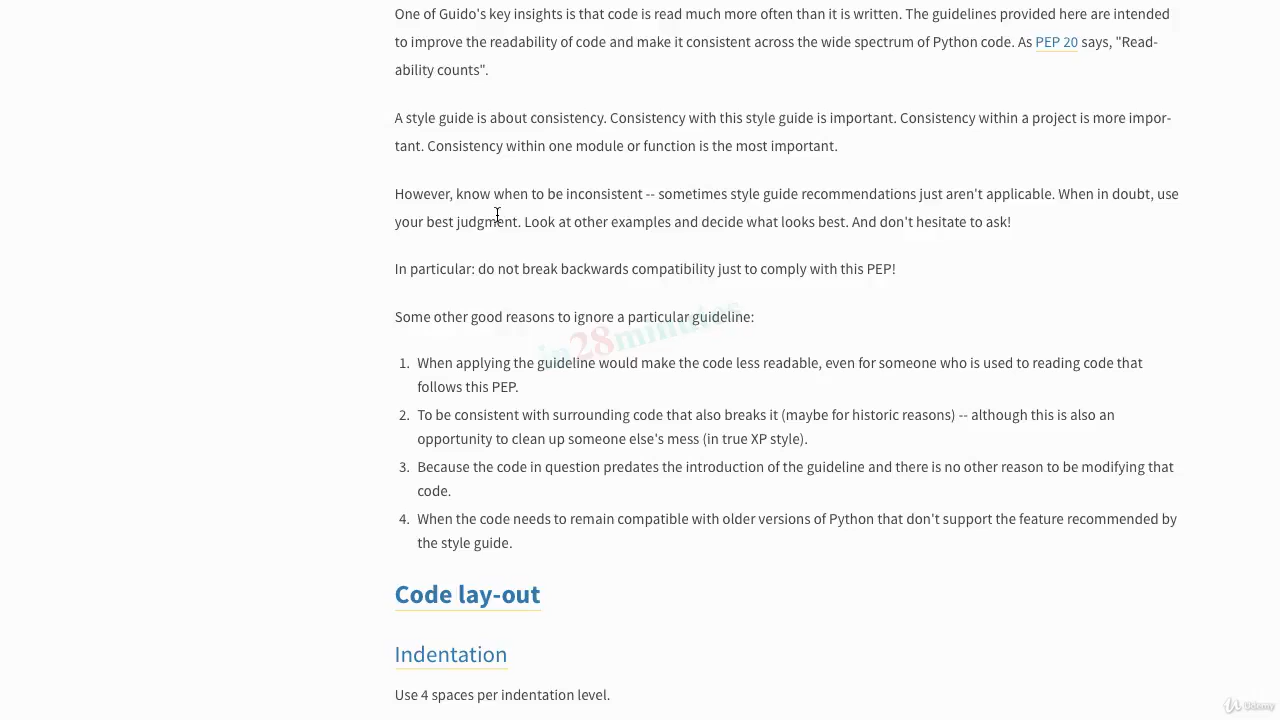 One of Guido's key insights is that code is read much more often than it is written. The guidelines provided here are intended
to improve the readability of code and make it consistent across the wide spectrum of Python code. As PEP 20 says, "Read-
ability counts".
A style guide is about consistency. Consistency with this style guide is important. Consistency within a project is more impor-
tant. Consistency within one module or function is the most important.
However, know when to be inconsistent -- sometimes style guide recommendations just aren't applicable. When in doubt, use
your best judgment. Look at other examples and decide what looks best. And don't hesitate to ask!
In particular: do not break backwards compatibility just to comply with this PEP!
Some other good reasons to ignore a particular guideline:
in28minutes
1. When applying the guideline would make the code less readable, even for someone who is used to reading code that
follows this PEP.
2. To be consistent with surrounding code that also breaks it (maybe for historic reasons) -- although this is also an
opportunity to clean up someone else's mess (in true XP style).
3. Because the code in question predates the introduction of the guideline and there is no other reason to be modifying that
code.
4. When the code needs to remain compatible with older versions of Python that don't support the feature recommended by
the style guide.
Code lay-out
Indentation
Use 4 spaces per indentation level.
Udemy